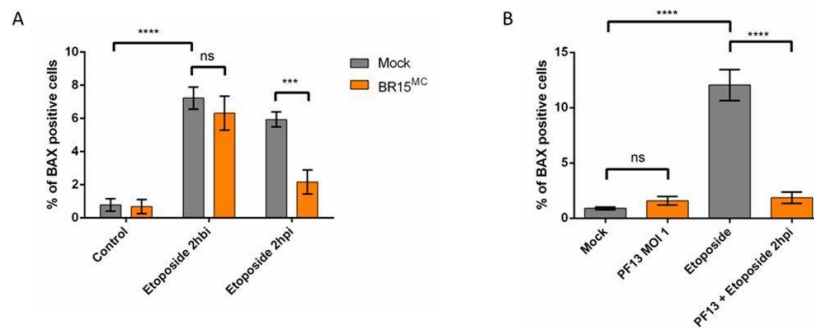 A
% of BAX positive cells
10
8
6
4
2
0
****
ns
***
Mock
BR15MC
Control
Etoposide 2hbi
Etoposide 2hpi
B
% of BAX positive cells
15
10
5
0
****
****
ns
Mock
PF13 MOI 1
Etoposide
PF13 + Etoposide 2hpi